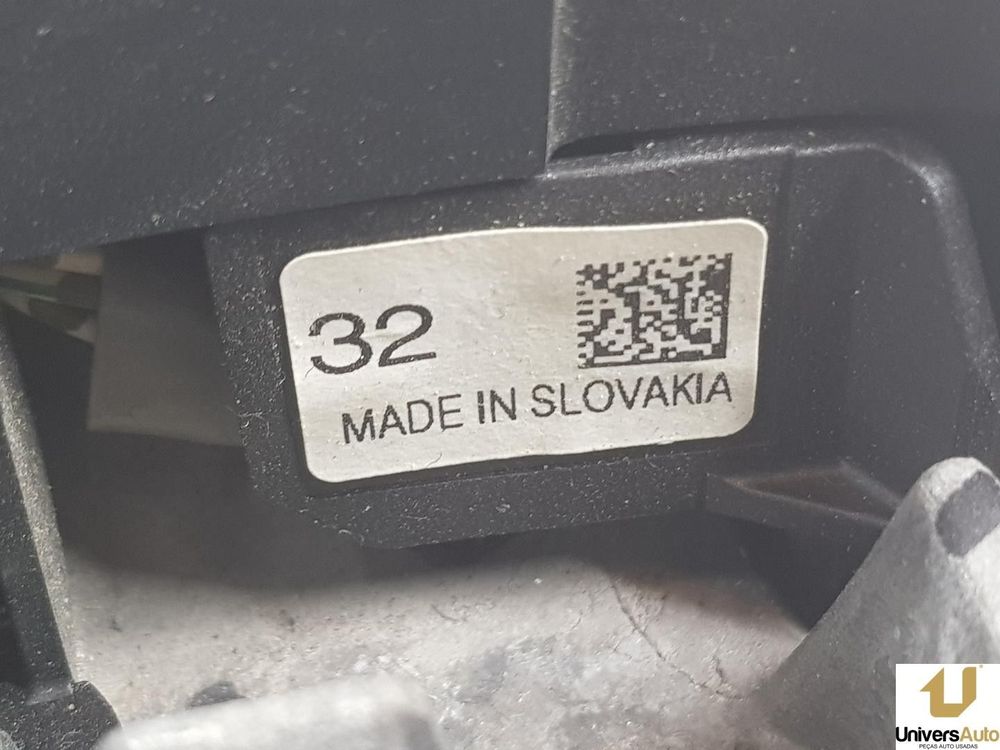 32
MADE IN SLOVAKIA
UniversAuto
PEÇAS AUTO USADAS